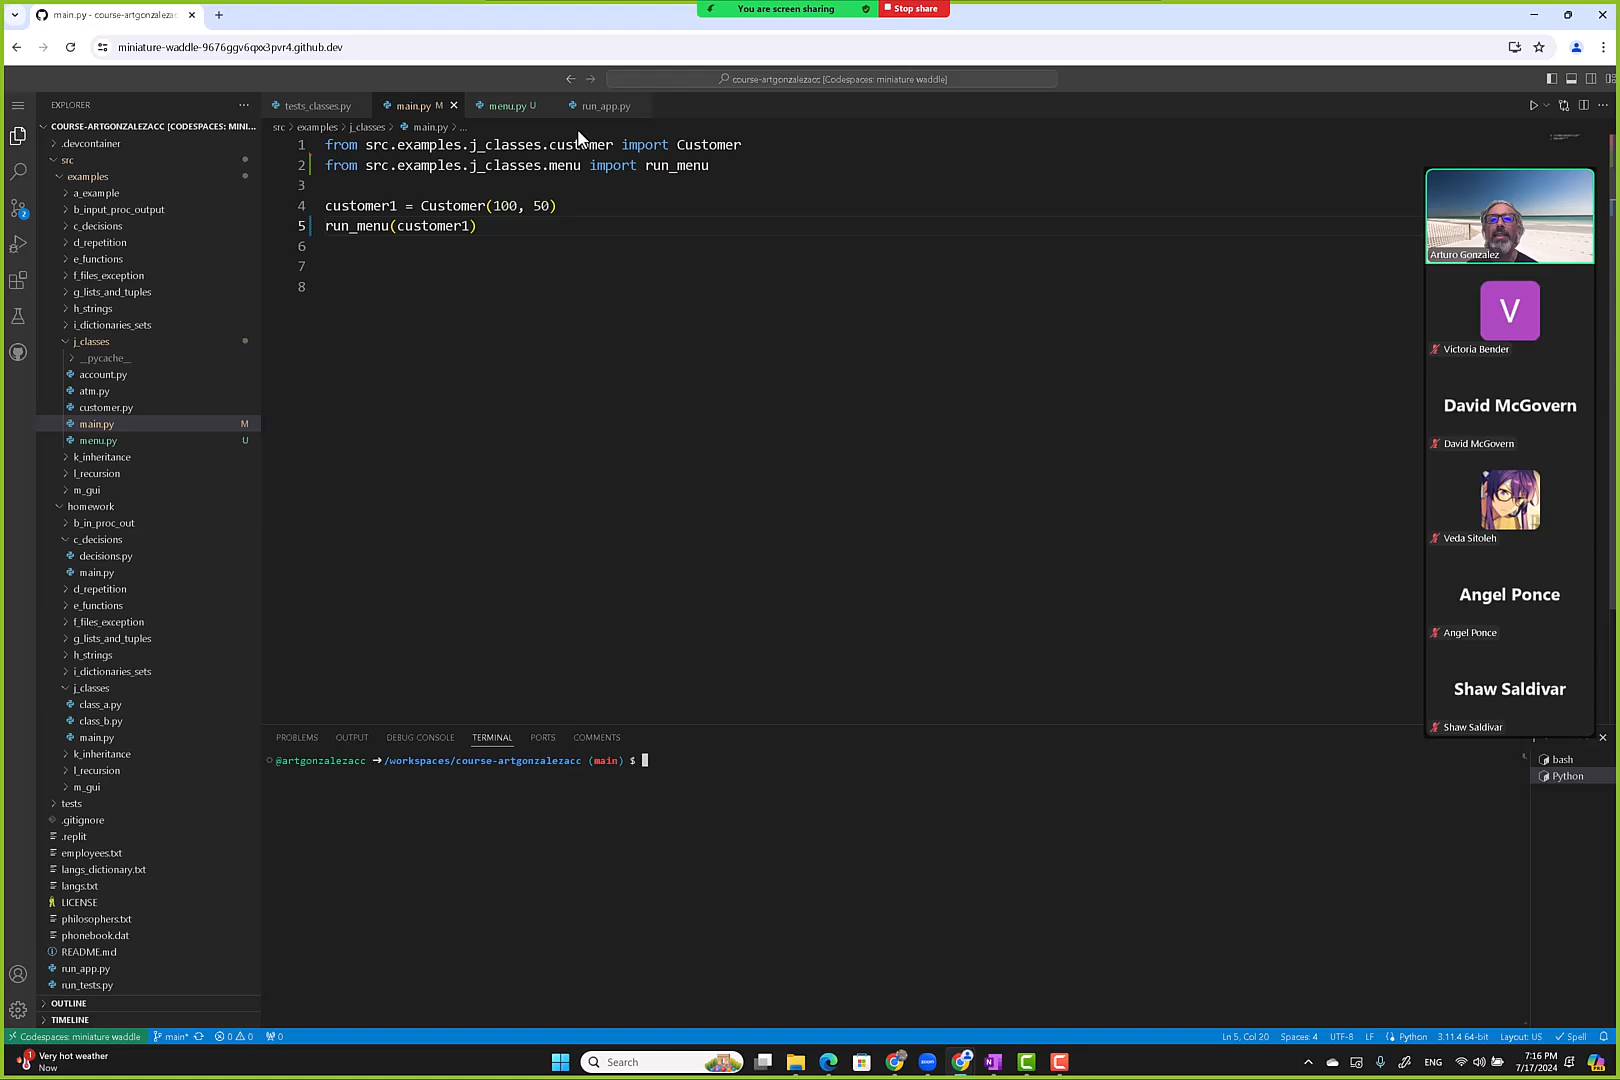 You are screen sharing
Stop share
main.py - course-artgonzalezac
miniature-waddle-9676ggv6qxx3pvr4.github.dev
course-artgonzalezacc [Codespaces: miniature waddle]
EXPLORER
tests_classes.py
main.py M
menu.py U
run_app.py
COURSE-ARTGONZALEZACC [CODESPACES: MINI...
src > examples > j_classes > main.py > ...
.devcontainer
src
examples
a_example
b_input_proc_output
c_decisions
d_repetition
e_functions
f_files_exception
g_lists_and_tuples
h_strings
i_dictionaries_sets
j_classes
__pycache__
account.py
atm.py
customer.py
main.py M
menu.py U
k_inheritance
l_recursion
m_gui
homework
b_in_proc_out
c_decisions
decisions.py
main.py
d_repetition
e_functions
f_files_exception
g_lists_and_tuples
h_strings
i_dictionaries_sets
j_classes
class_a.py
class_b.py
main.py
k_inheritance
l_recursion
m_gui
tests
.gitignore
.replit
employees.txt
langs_dictionary.txt
langs.txt
LICENSE
philosophers.txt
phonebook.dat
README.md
run_app.py
run_tests.py
OUTLINE
TIMELINE
1 from src.examples.j_classes.customer import Customer
2 from src.examples.j_classes.menu import run_menu
3
4 customer1 = Customer(100, 50)
5 run_menu(customer1)
6
7
8
Arturo Gonzalez
V
Victoria Bender
David McGovern
David McGovern
Veda Sitoleh
Angel Ponce
Angel Ponce
Shaw Saldivar
Shaw Saldivar
PROBLEMS OUTPUT DEBUG CONSOLE TERMINAL PORTS COMMENTS
@artgonzalezacc ➜/workspaces/course-artgonzalezacc (main) $
bash
Python
2
Codespaces: miniature waddle
main*
0 0
0
Ln 5, Col 20
Spaces: 4
UTF-8
LF
Python
3.11.4 64-bit
Layout: US
Spell
1
Very hot weather
Now
Search
ENG
7:16 PM
7/17/2024